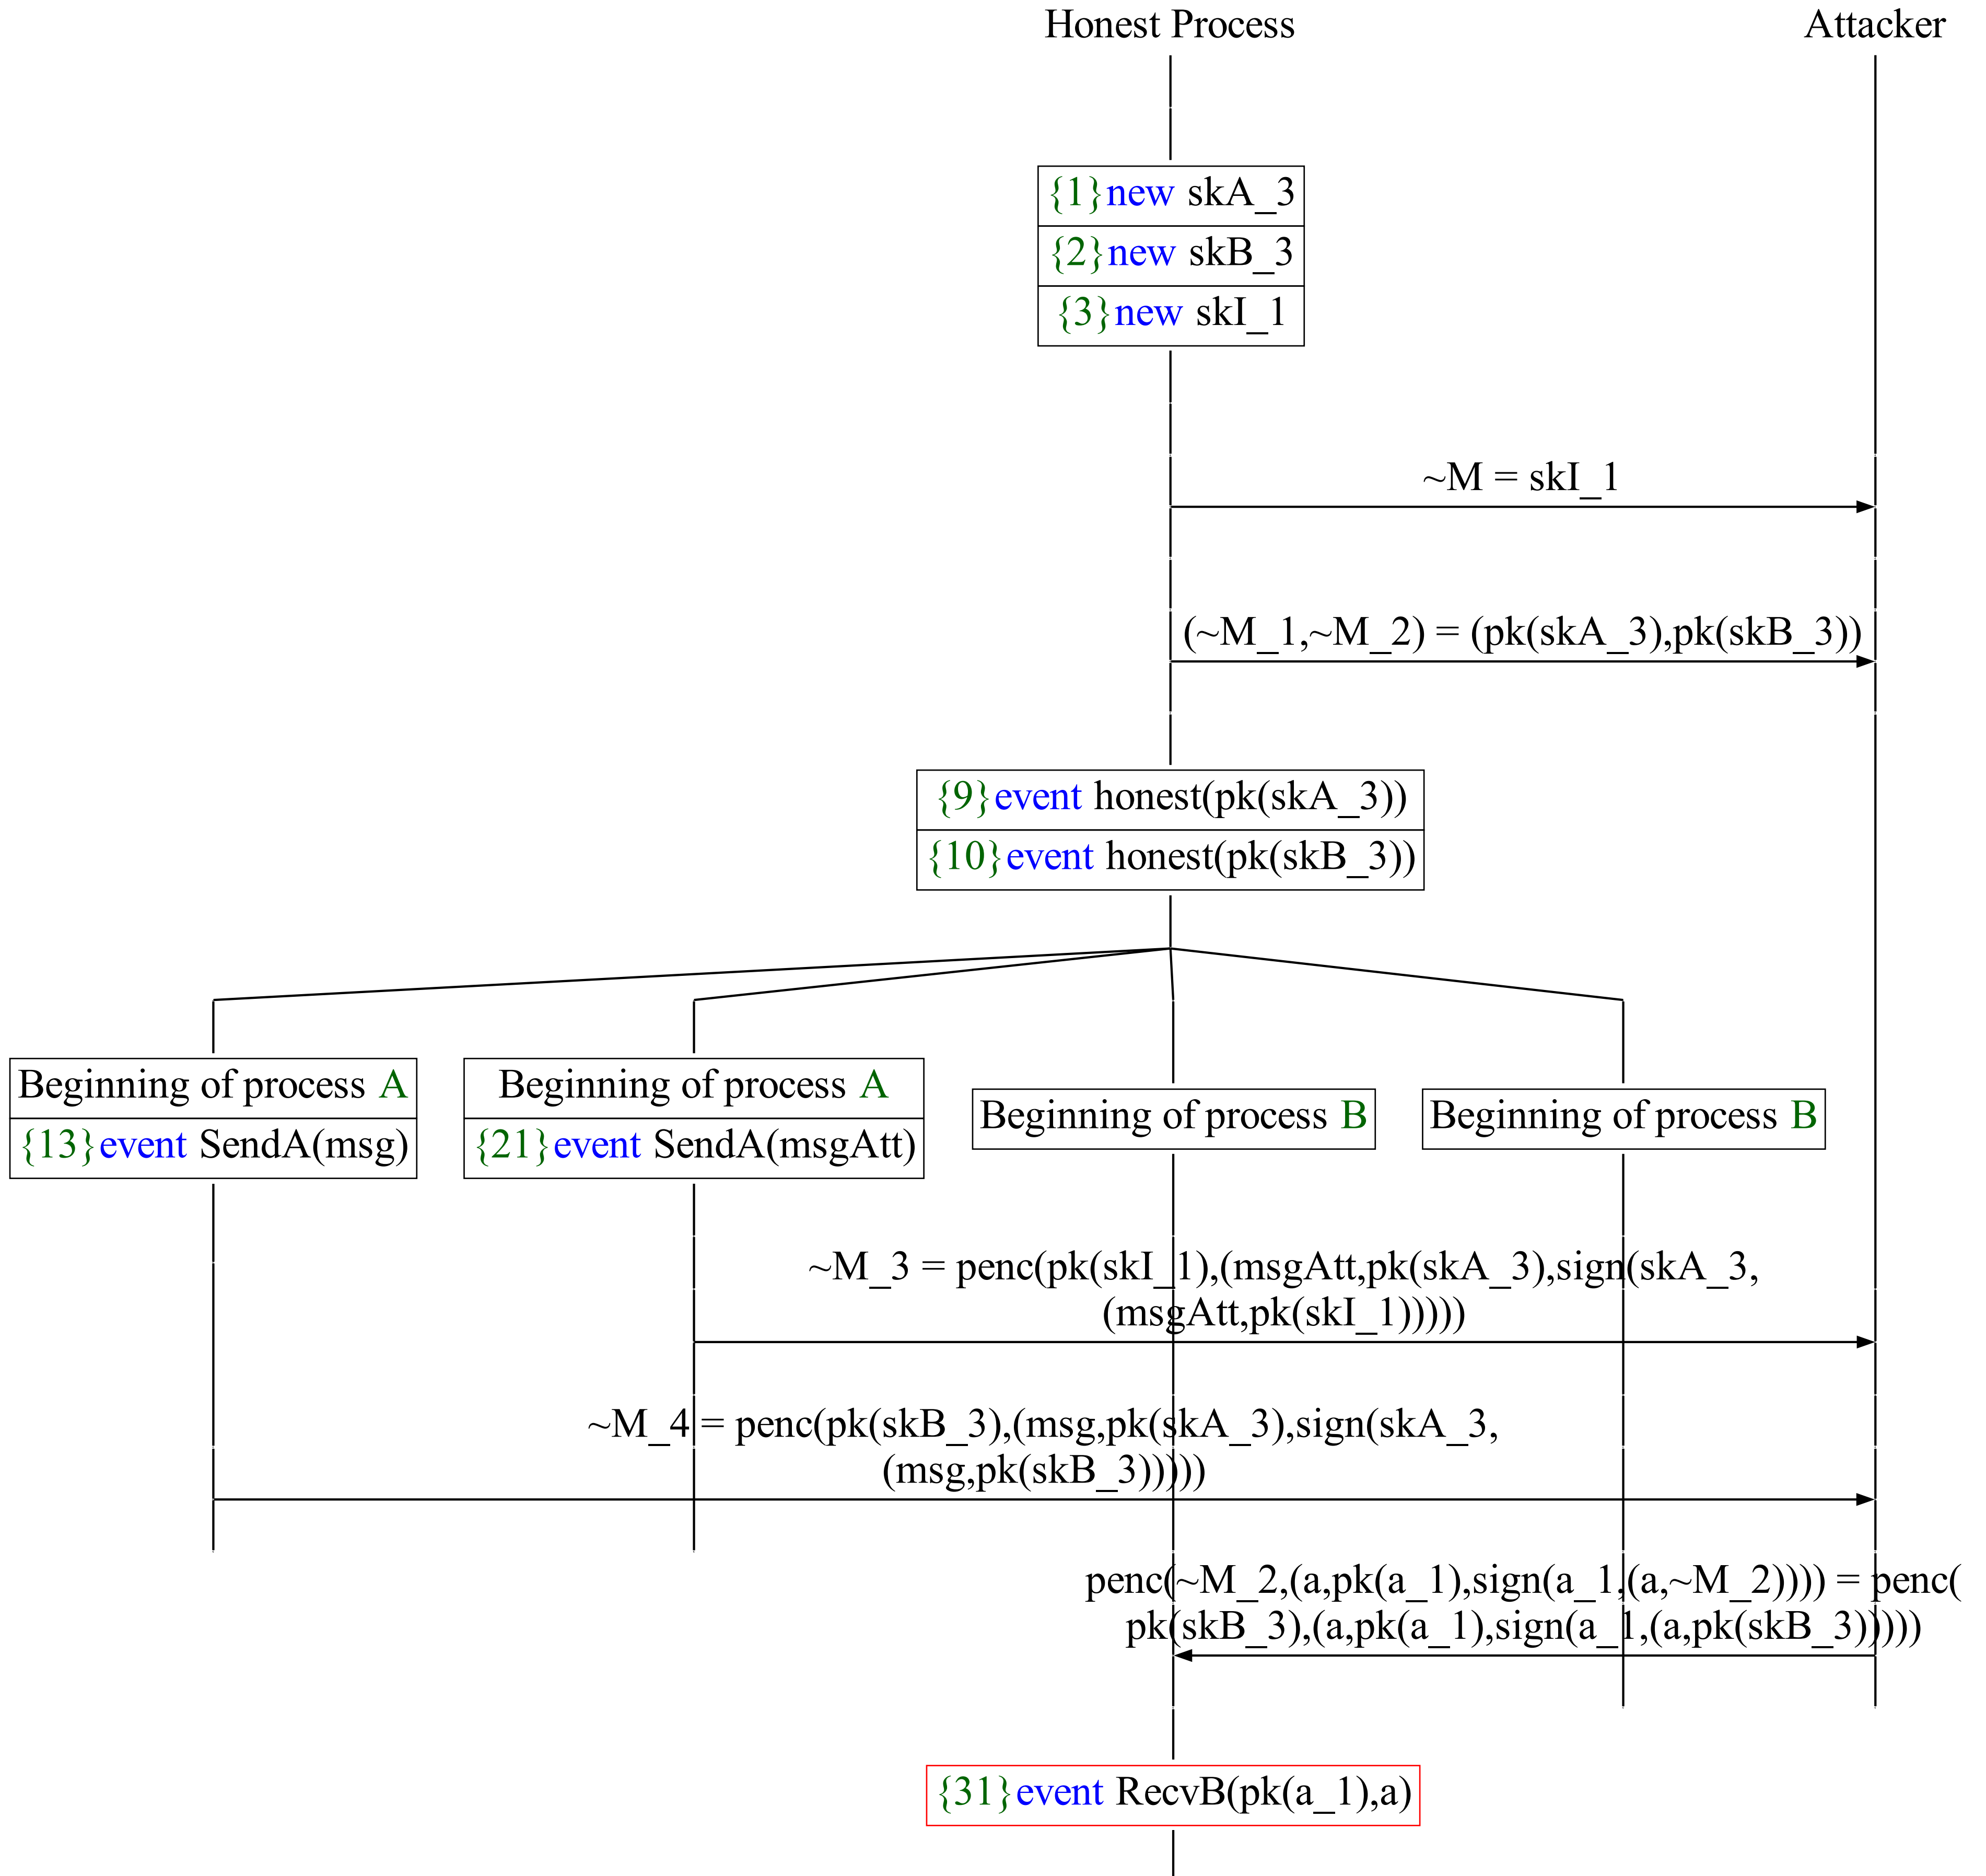 Honest Process
Attacker
{1}new skA_3
{2}new skB_3
{3}new skI_1
~M = skI_1
(~M_1,~M_2) = (pk(skA_3),pk(skB_3))
{9}event honest(pk(skA_3))
{10}event honest(pk(skB_3))
Beginning of process A
{13}event SendA(msg)
Beginning of process A
{21}event SendA(msgAtt)
Beginning of process B
Beginning of process B
~M_3 = penc(pk(skI_1),(msgAtt,pk(skA_3),sign(skA_3,
(msgAtt,pk(skI_1)))))
~M_4 = penc(pk(skB_3),(msg,pk(skA_3),sign(skA_3,
(msg,pk(skB_3)))))
penc(~M_2,(a,pk(a_1),sign(a_1,(a,~M_2)))) = penc(
pk(skB_3),(a,pk(a_1),sign(a_1,(a,pk(skB_3)))))
{31}event RecvB(pk(a_1),a)